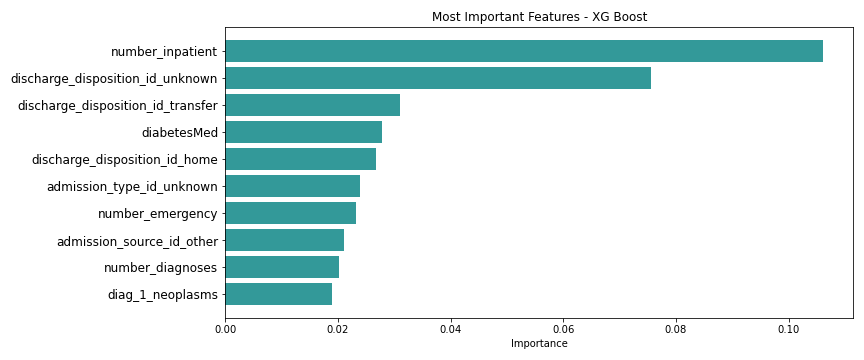 Most Important Features - XG Boost
number_inpatient
discharge_disposition_id_unknown
discharge_disposition_id_transfer
diabetesMed
discharge_disposition_id_home
admission_type_id_unknown
number_emergency
admission_source_id_other
number_diagnoses
diag_1_neoplasms
0.00 0.02 0.04 0.06 0.08 0.10
Importance